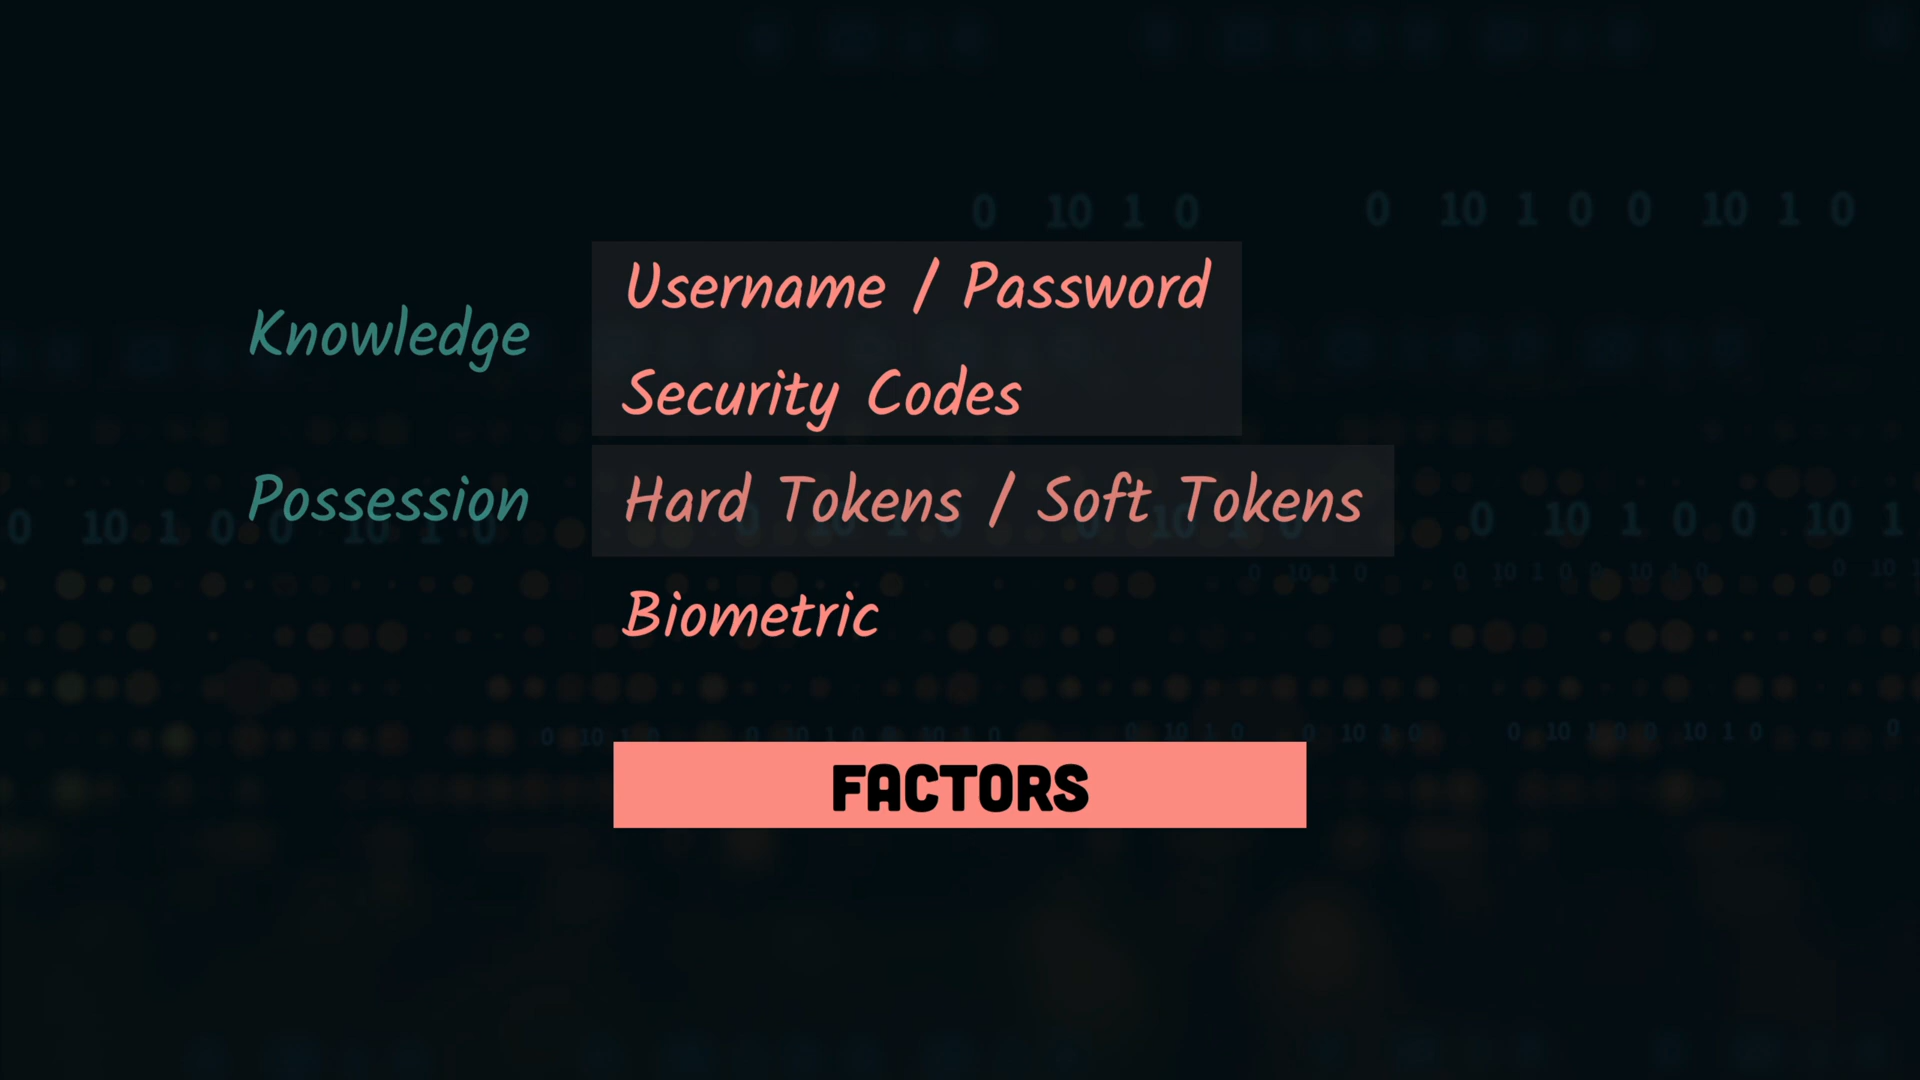 Username / Password
Knowledge
Security Codes
Possession
Hard Tokens / Soft Tokens
Biometric
FACTORS